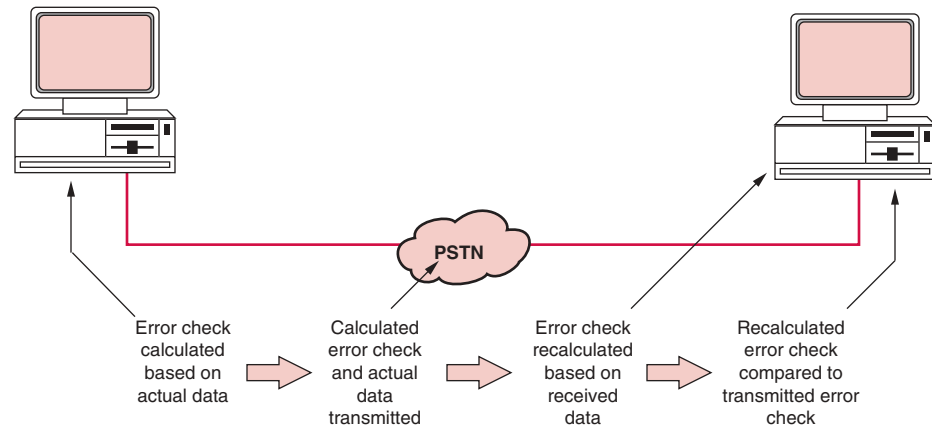 PSTN
Error check
calculated
based on
actual data
Calculated
error check
and actual
data
transmitted
Error check
recalculated
based on
received
data
Recalculated
error check
compared to
transmitted error
check